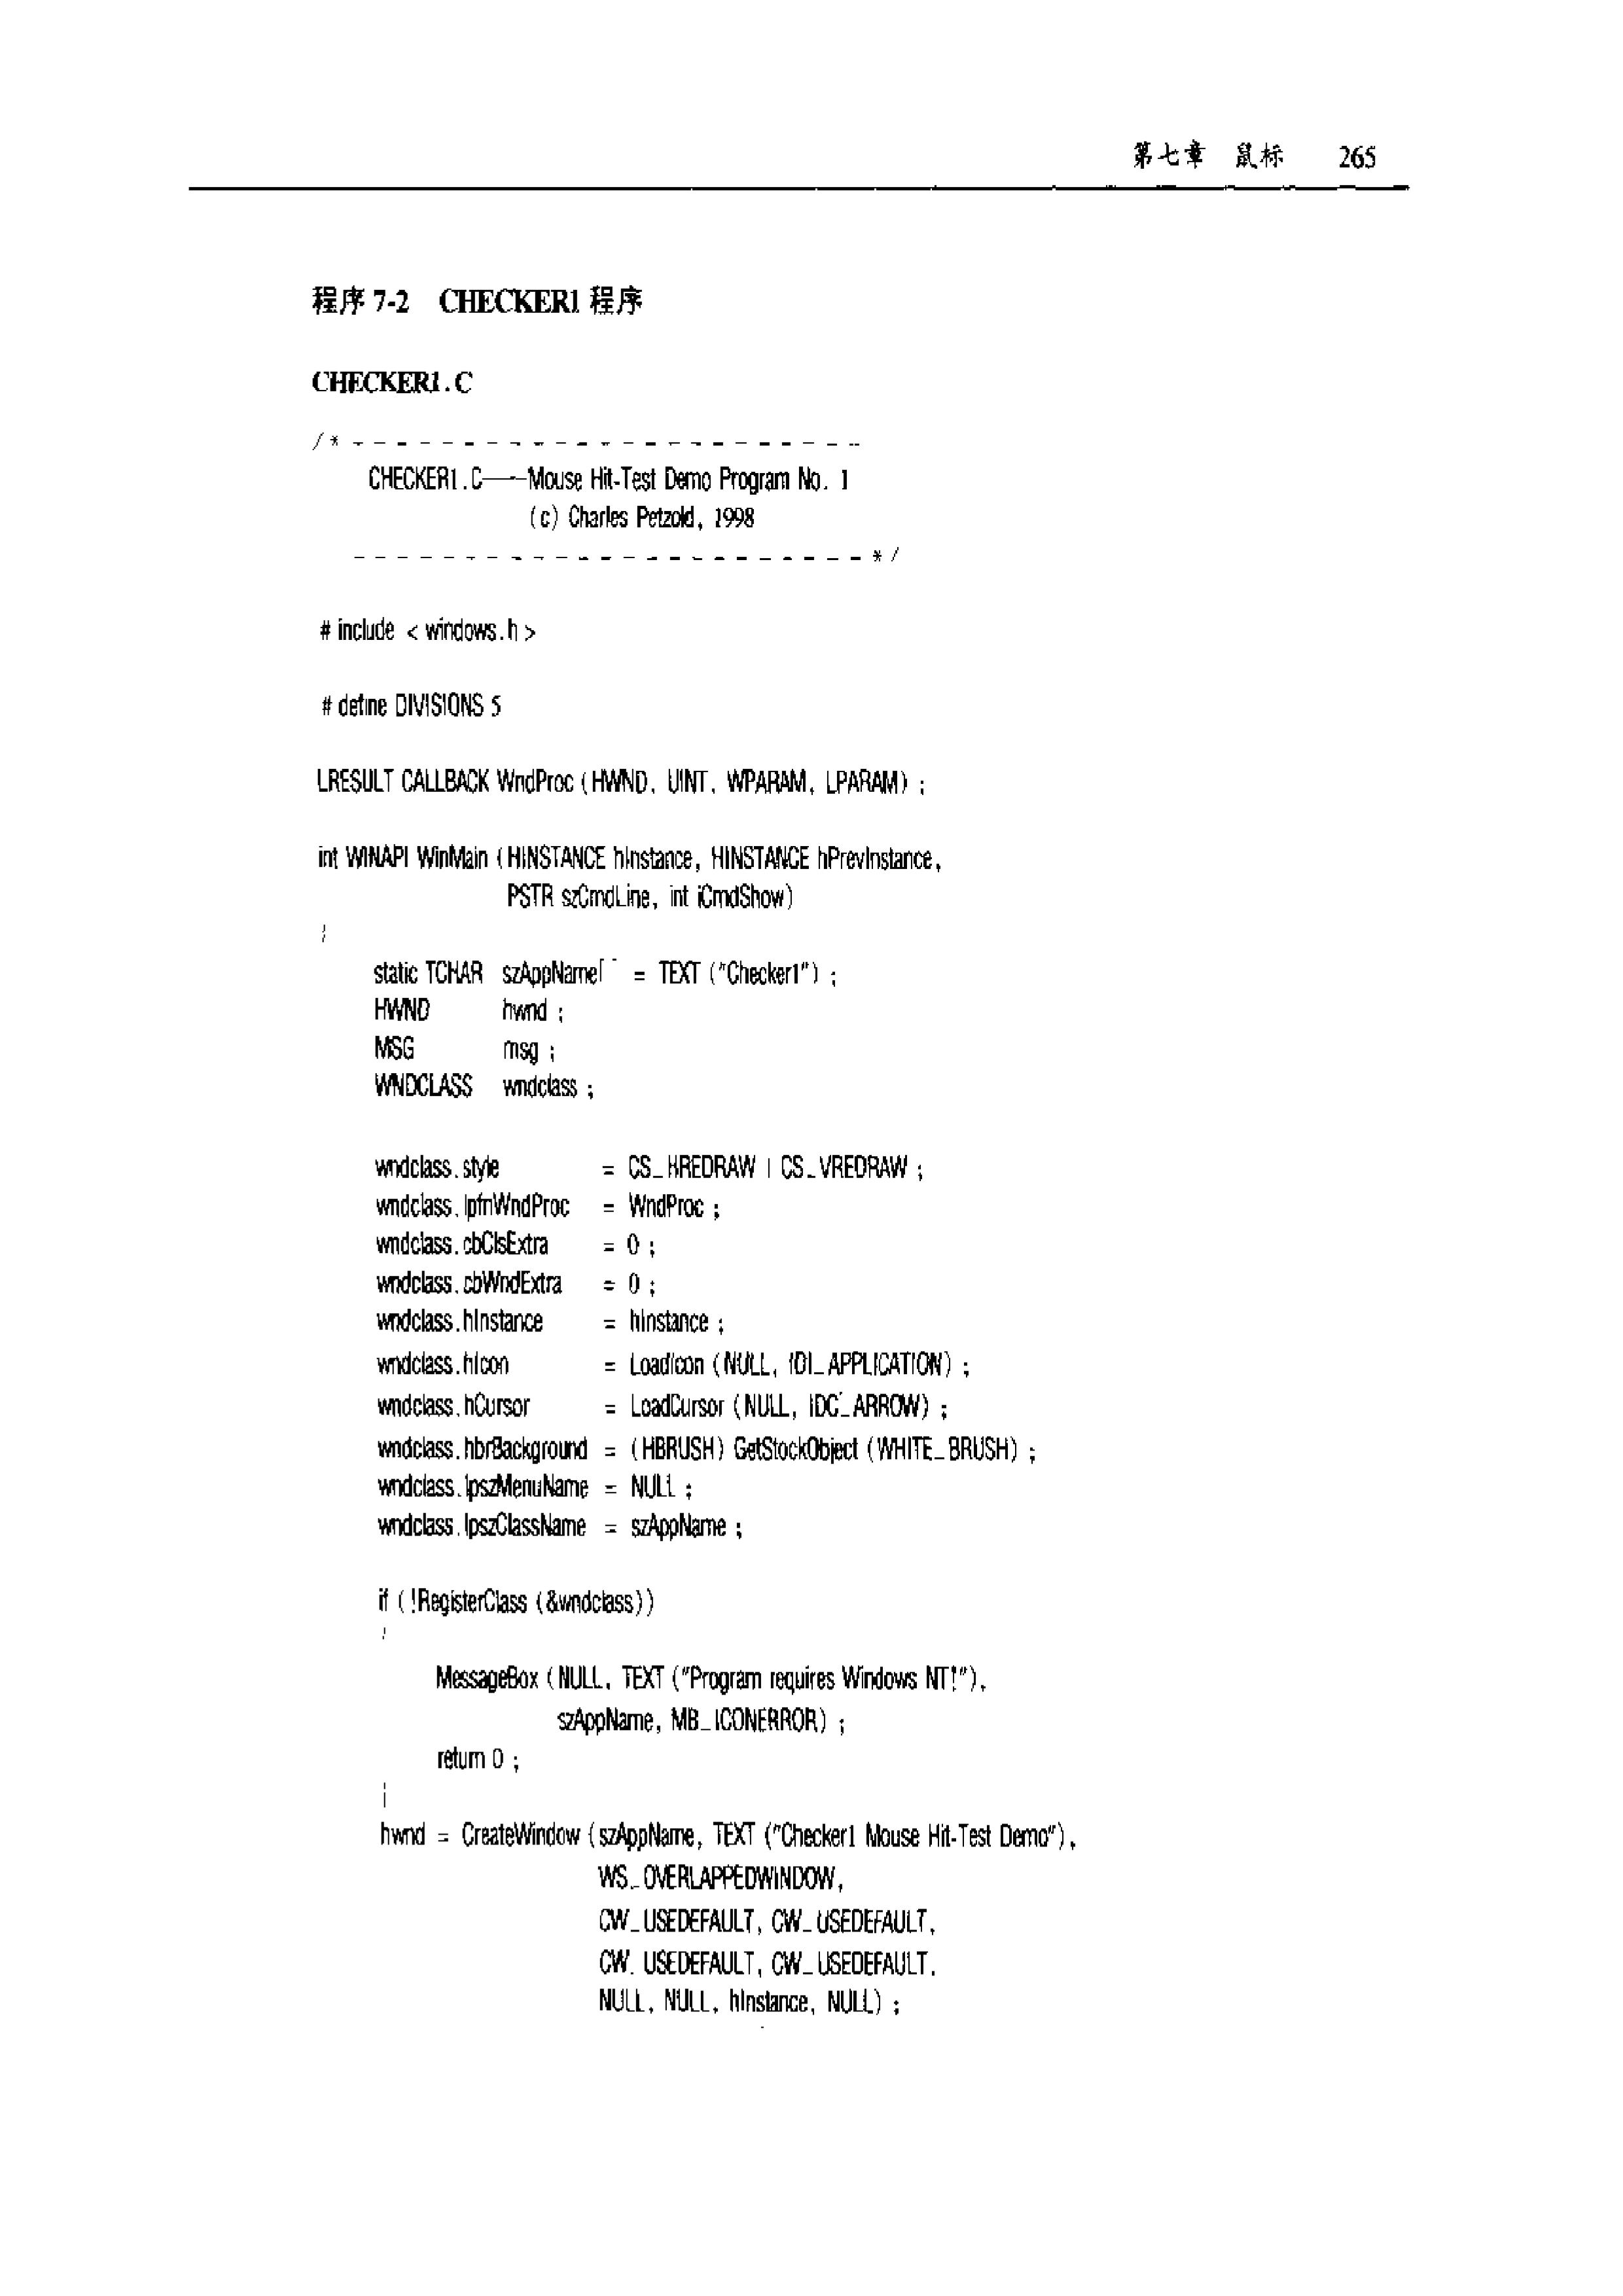 第七章 鼠标 265
程序 7-2 CHECKER1 程序
CHECKER1.C
/* - - - - - - - - - - - - - - - - - - - - - - -
CHECKER1.C——Mouse Hit-Test Demo Program No. 1
(c) Charles Petzold, 1998
- - - - - - - - - - - - - - - - - - - - - - - */
# include < windows.h >
# define DIVISIONS 5
LRESULT CALLBACK WndProc (HWND, UINT, WPARAM, LPARAM) ;
int WINAPI WinMain (HINSTANCE hInstance, HINSTANCE hPrevInstance,
PSTR szCmdLine, int iCmdShow)
{
static TCHAR szAppName[ ] = TEXT ("Checker1") ;
HWND hwnd ;
MSG msg ;
WNDCLASS wndclass ;
wndclass.style = CS_HREDRAW | CS_VREDRAW ;
wndclass.lpfnWndProc = WndProc ;
wndclass.cbClsExtra = 0 ;
wndclass.cbWndExtra = 0 ;
wndclass.hInstance = hInstance ;
wndclass.hIcon = LoadIcon (NULL, IDI_APPLICATION) ;
wndclass.hCursor = LoadCursor (NULL, IDC_ARROW) ;
wndclass.hbrBackground = (HBRUSH) GetStockObject (WHITE_BRUSH) ;
wndclass.lpszMenuName = NULL ;
wndclass.lpszClassName = szAppName ;
if (!RegisterClass (&wndclass))
{
MessageBox (NULL, TEXT ("Program requires Windows NT!"),
szAppName, MB_ICONERROR) ;
return 0 ;
}
hwnd = CreateWindow (szAppName, TEXT ("Checker1 Mouse Hit-Test Demo"),
WS_OVERLAPPEDWINDOW,
CW_USEDEFAULT, CW_USEDEFAULT,
CW_USEDEFAULT, CW_USEDEFAULT,
NULL, NULL, hInstance, NULL) ;